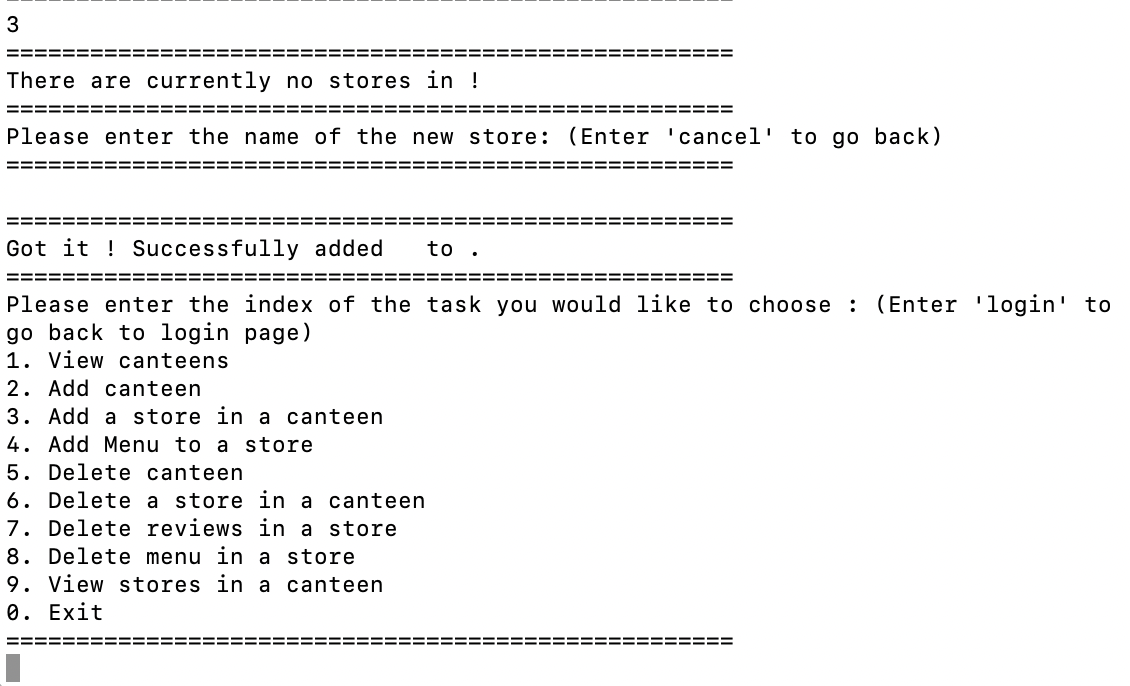 ==================================================== 
3
====================================================
There are currently no stores in !
====================================================
Please enter the name of the new store: (Enter 'cancel' to go back)
====================================================

====================================================
Got it ! Successfully added   to .
====================================================
Please enter the index of the task you would like to choose : (Enter 'login' to
go back to login page)
1. View canteens
2. Add canteen
3. Add a store in a canteen
4. Add Menu to a store
5. Delete canteen
6. Delete a store in a canteen
7. Delete reviews in a store
8. Delete menu in a store
9. View stores in a canteen
0. Exit
====================================================